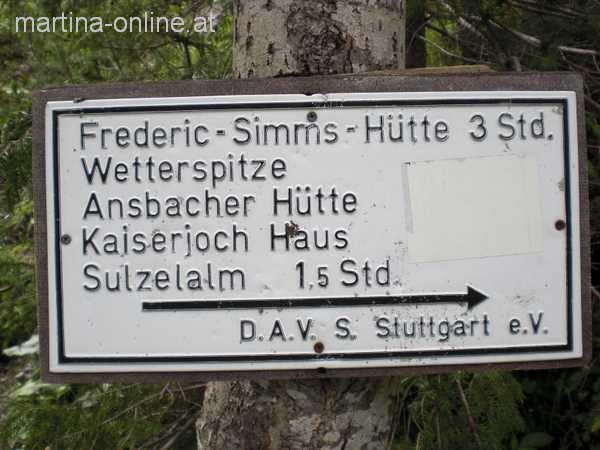 martina-online.at
Frederic-Simms-Hütte 3 Std.
Wetterspitze
Ansbacher Hütte
Kaiserjoch Haus
Sulzelalm 1,5 Std
D.A.V. S. Stuttgart e.V.